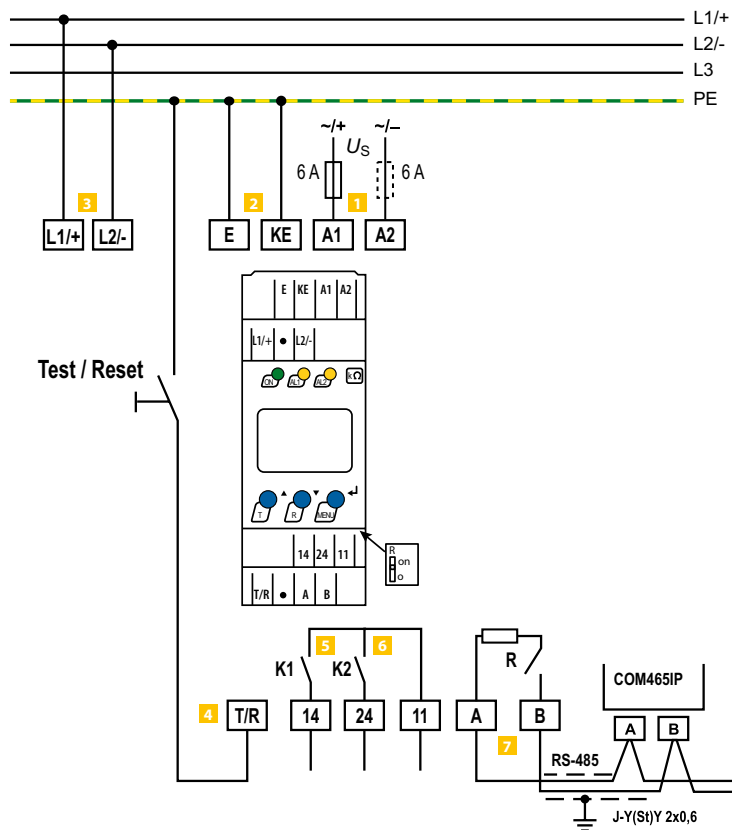 L1/+
L2/-
L3
PE
~/+ ~/–
US
6 A 6 A
3 2 1
L1/+ L2/- E KE A1 A2
E KE A1 A2
L1/+ • L2/-
Test / Reset
ON AL1 AL2 kΩ
T R MENU
R
on
o
14 24 11
T/R • A B
5 6
K1 K2 R
COM465IP
4 T/R 14 24 11 A B
A B
7
RS-485
J-Y(St)Y 2x0,6